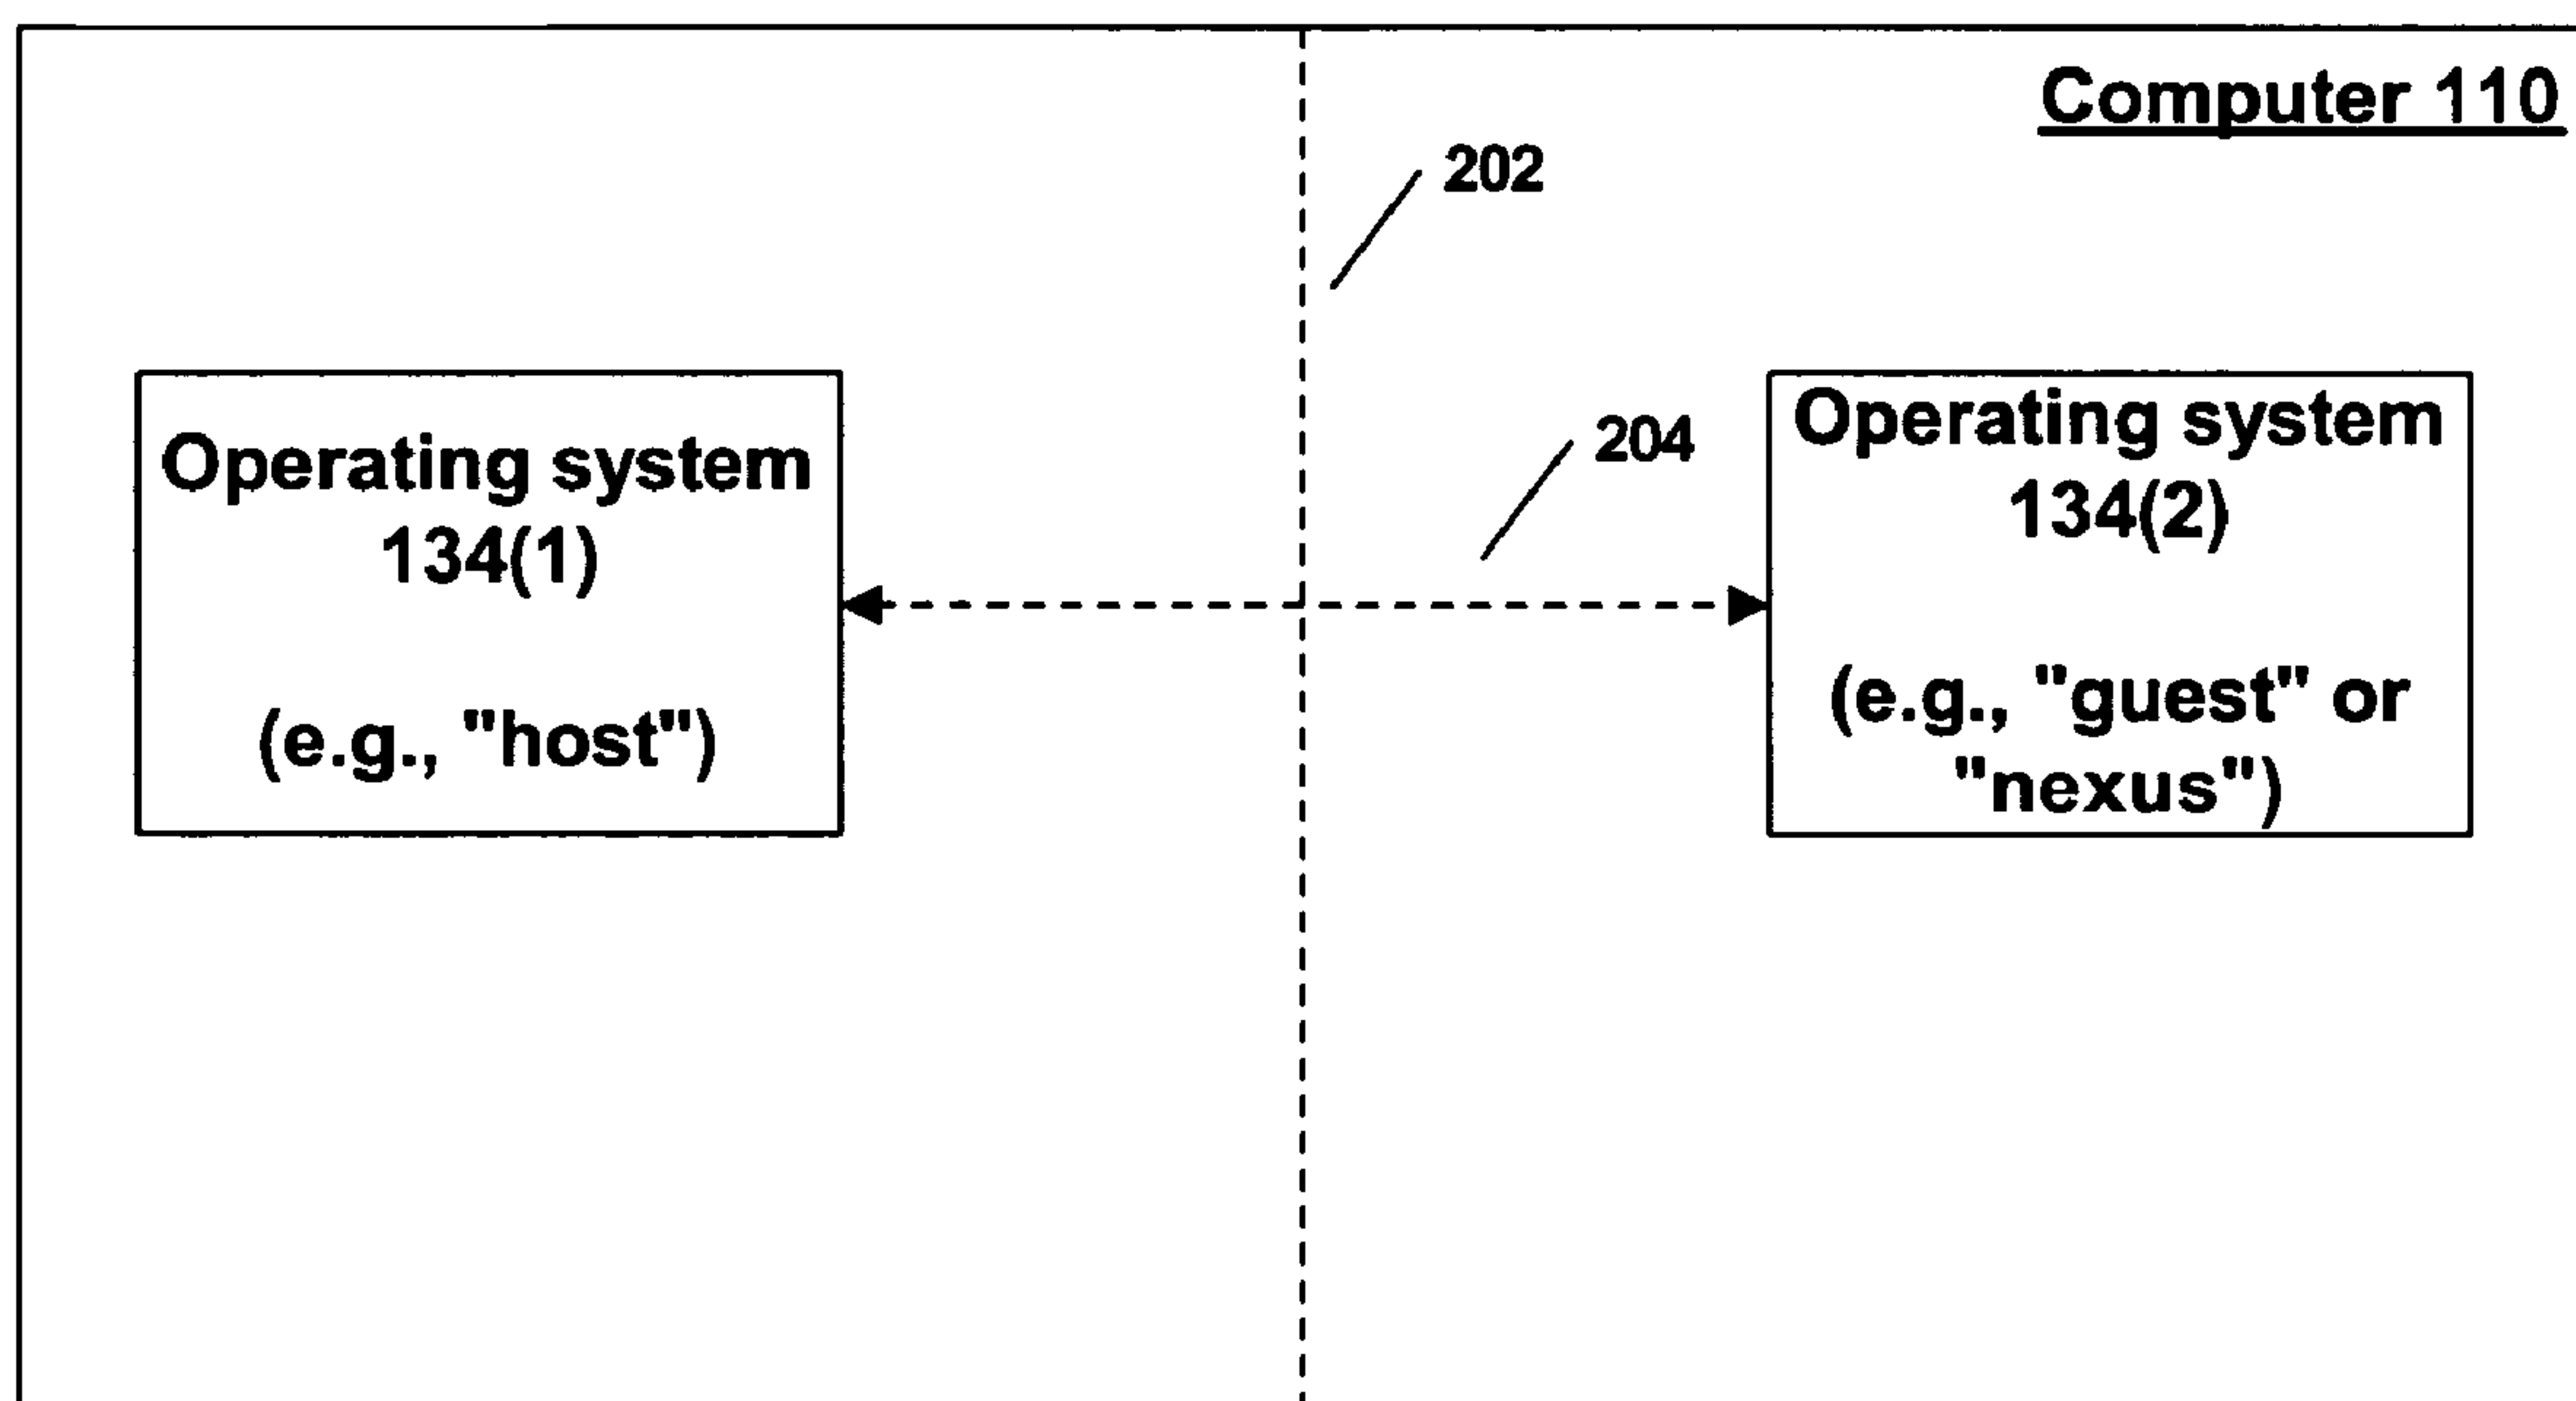 Computer 110
202
204
Operating system
134(1)
(e.g., "host")
Operating system
134(2)
(e.g., "guest" or
"nexus")